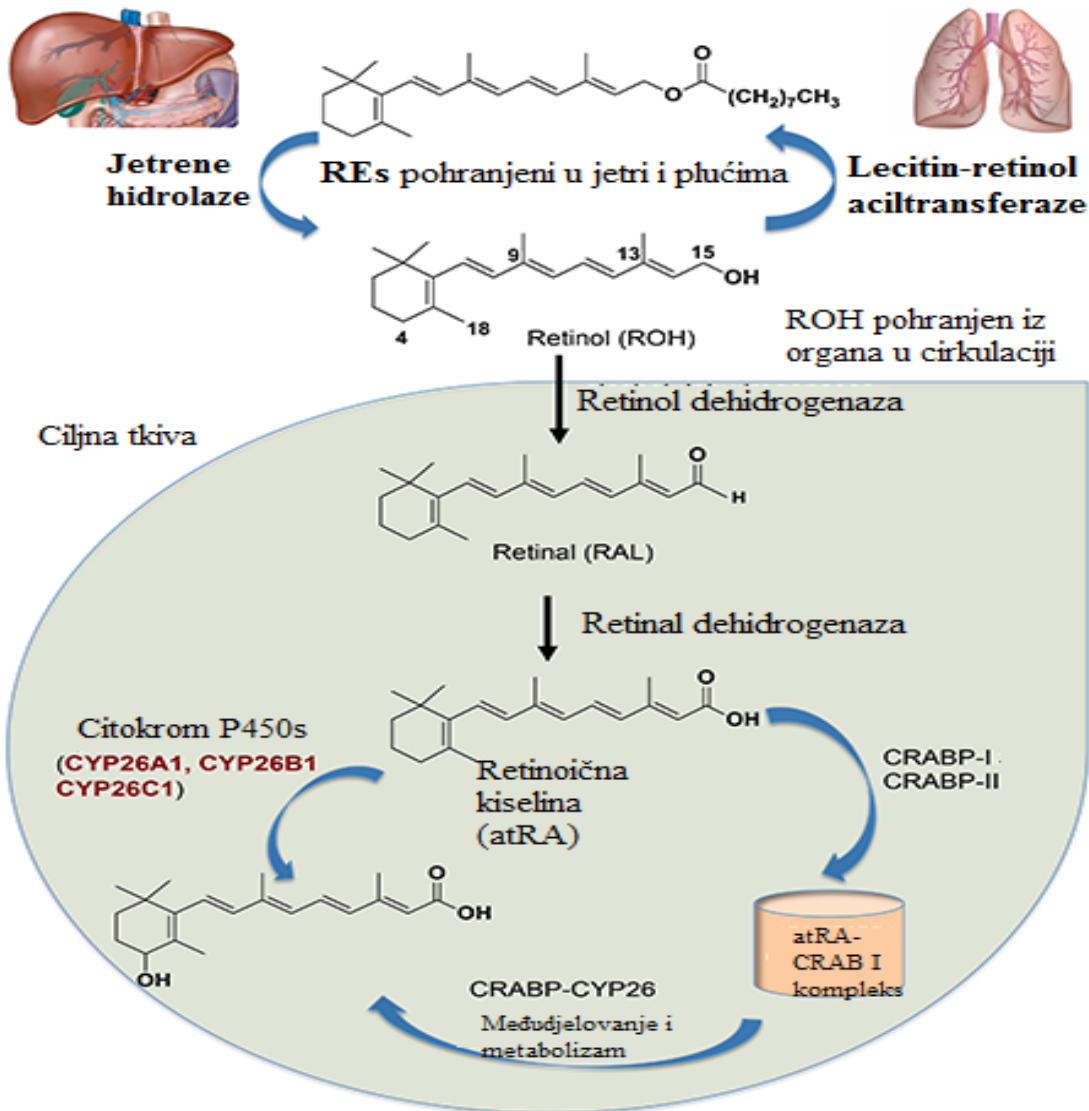 O
O
(CH₂)₇CH₃
Jetrene
hidrolaze
REs pohranjeni u jetri i plućima
Lecitin-retinol
aciltransferaze
9
13
15
OH
4
18
Retinol (ROH)
ROH pohranjen iz
organa u cirkulaciji
Retinol dehidrogenaza
Ciljna tkiva
O
H
Retinal (RAL)
Retinal dehidrogenaza
O
OH
Citokrom P450s
(CYP26A1, CYP26B1
CYP26C1)
Retinoična
kiselina
(atRA)
CRABP-I
CRABP-II
O
OH
OH
atRA-
CRAB I
kompleks
CRABP-CYP26
Međudjelovanje i
metabolizam